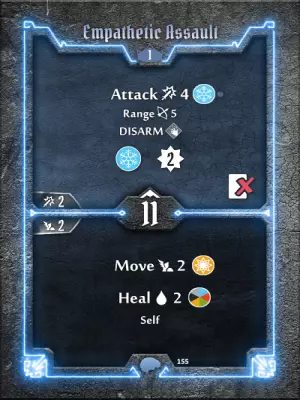 Empathetic Assault
1
Attack 4
Range 5
DISARM
2
2
11
2
Move 2
Heal 2
Self
155